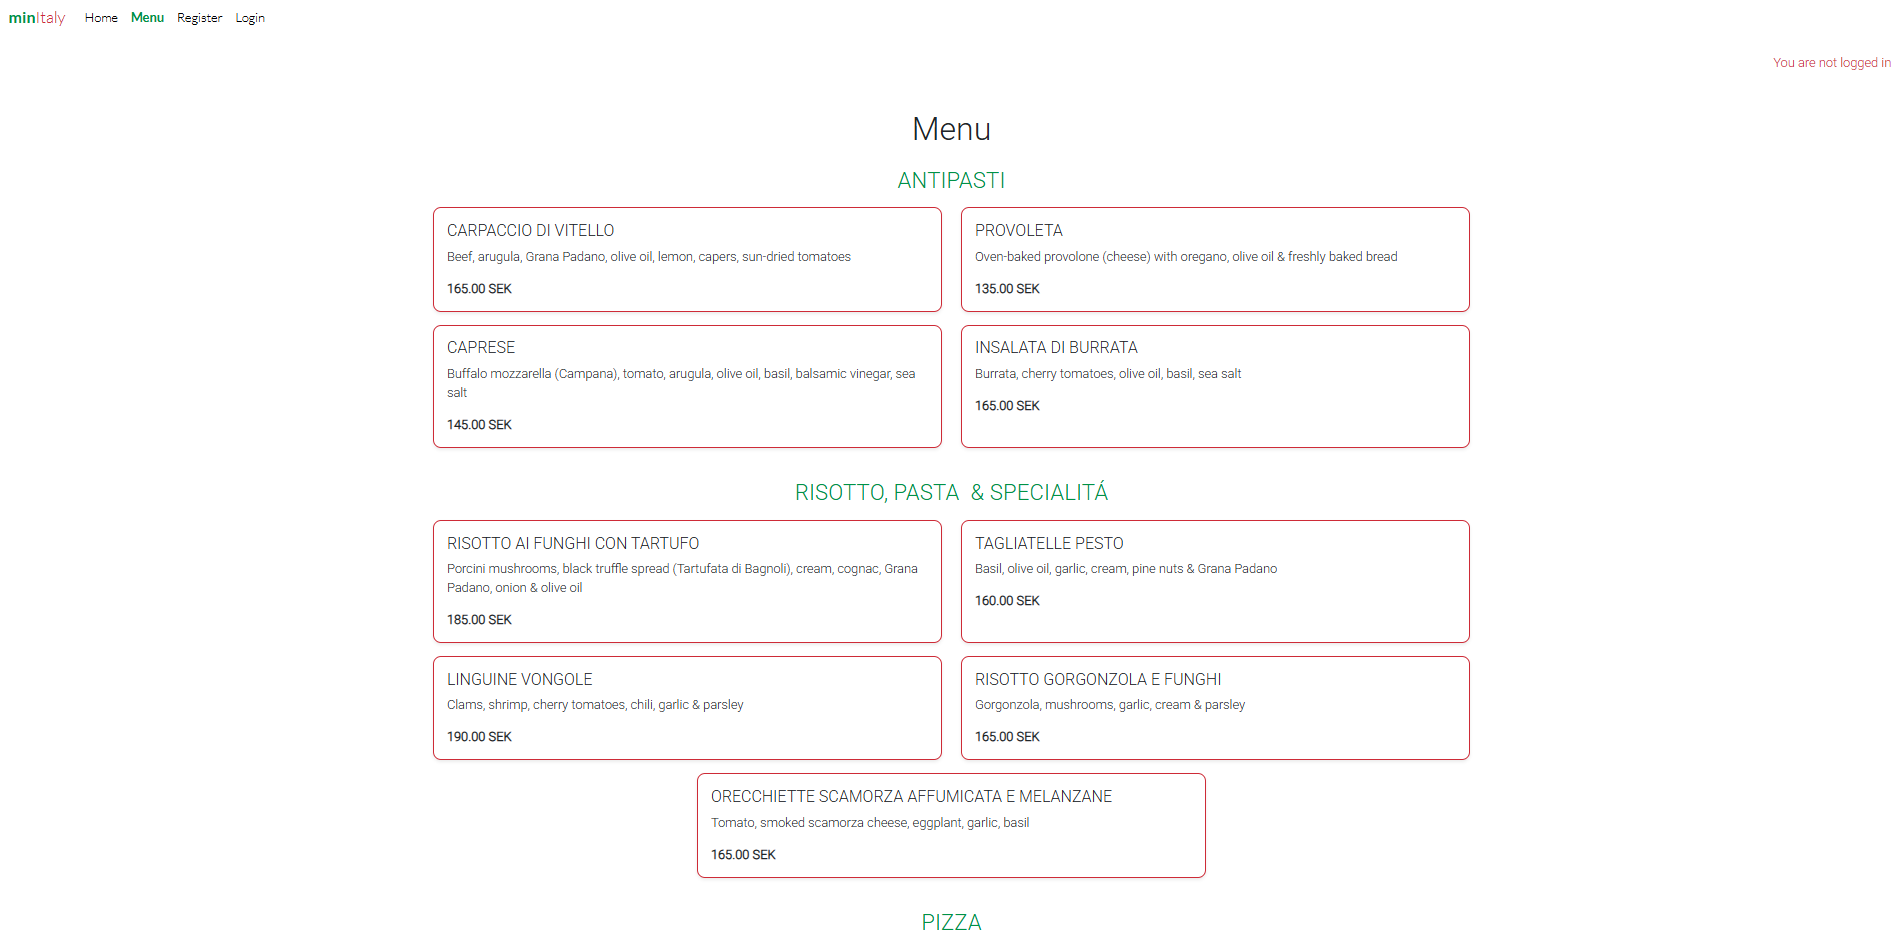 minItaly Home Menu Register Login
You are not logged in
Menu
ANTIPASTI
CARPACCIO DI VITELLO
Beef, arugula, Grana Padano, olive oil, lemon, capers, sun-dried tomatoes
165.00 SEK
PROVOLETA
Oven-baked provolone (cheese) with oregano, olive oil & freshly baked bread
135.00 SEK
CAPRESE
Buffalo mozzarella (Campana), tomato, arugula, olive oil, basil, balsamic vinegar, sea
salt
145.00 SEK
INSALATA DI BURRATA
Burrata, cherry tomatoes, olive oil, basil, sea salt
165.00 SEK
RISOTTO, PASTA & SPECIALITÁ
RISOTTO AI FUNGHI CON TARTUFO
Porcini mushrooms, black truffle spread (Tartufata di Bagnoli), cream, cognac, Grana
Padano, onion & olive oil
185.00 SEK
TAGLIATELLE PESTO
Basil, olive oil, garlic, cream, pine nuts & Grana Padano
160.00 SEK
LINGUINE VONGOLE
Clams, shrimp, cherry tomatoes, chili, garlic & parsley
190.00 SEK
RISOTTO GORGONZOLA E FUNGHI
Gorgonzola, mushrooms, garlic, cream & parsley
165.00 SEK
ORECCHIETTE SCAMORZA AFFUMICATA E MELANZANE
Tomato, smoked scamorza cheese, eggplant, garlic, basil
165.00 SEK
PIZZA